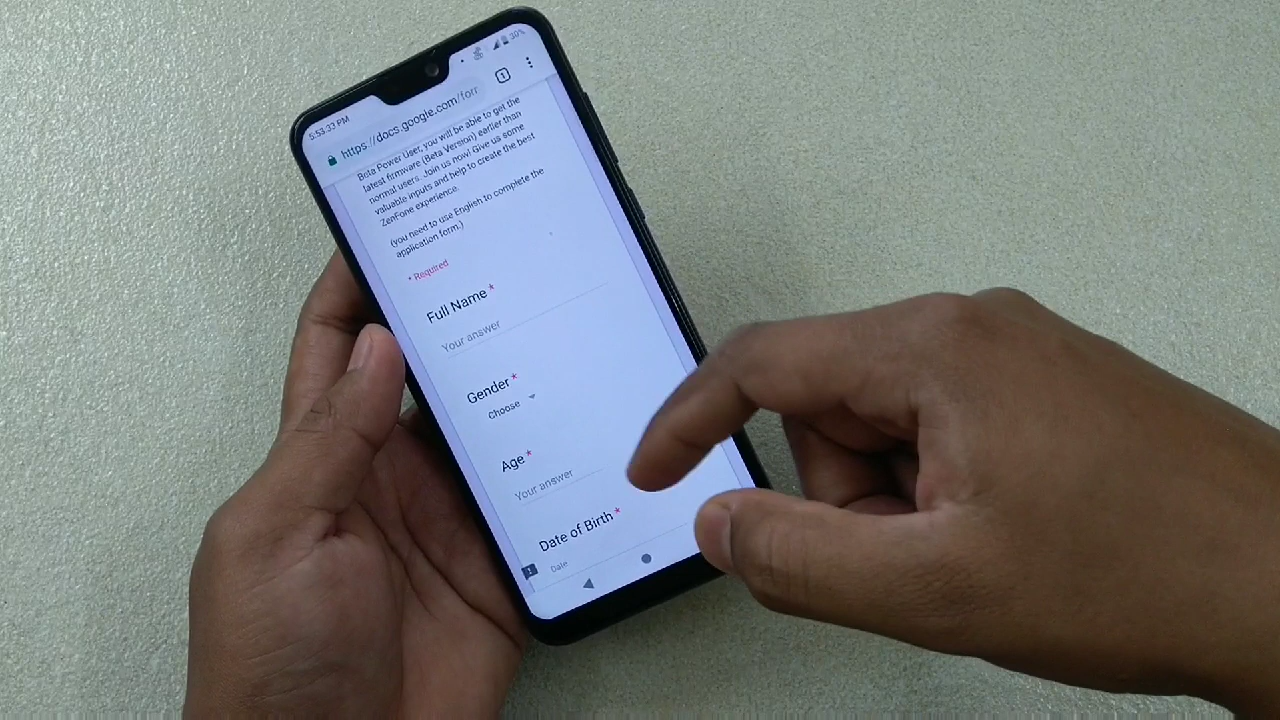 5:53:33 PM
30%
https://docs.google.com/forr
1
Beta Power User, you will be able to get the
latest firmware (Beta Version) earlier than
normal users. Join us now! Give us some
valuable inputs and help to create the best
ZenFone experience.
(you need to use English to complete the
application form.)
* Required
Full Name *
Your answer
Gender *
Choose
Age *
Your answer
Date of Birth *
Date